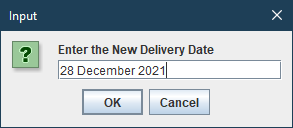 Input
Enter the New Delivery Date
28 December 2021
OK Cancel